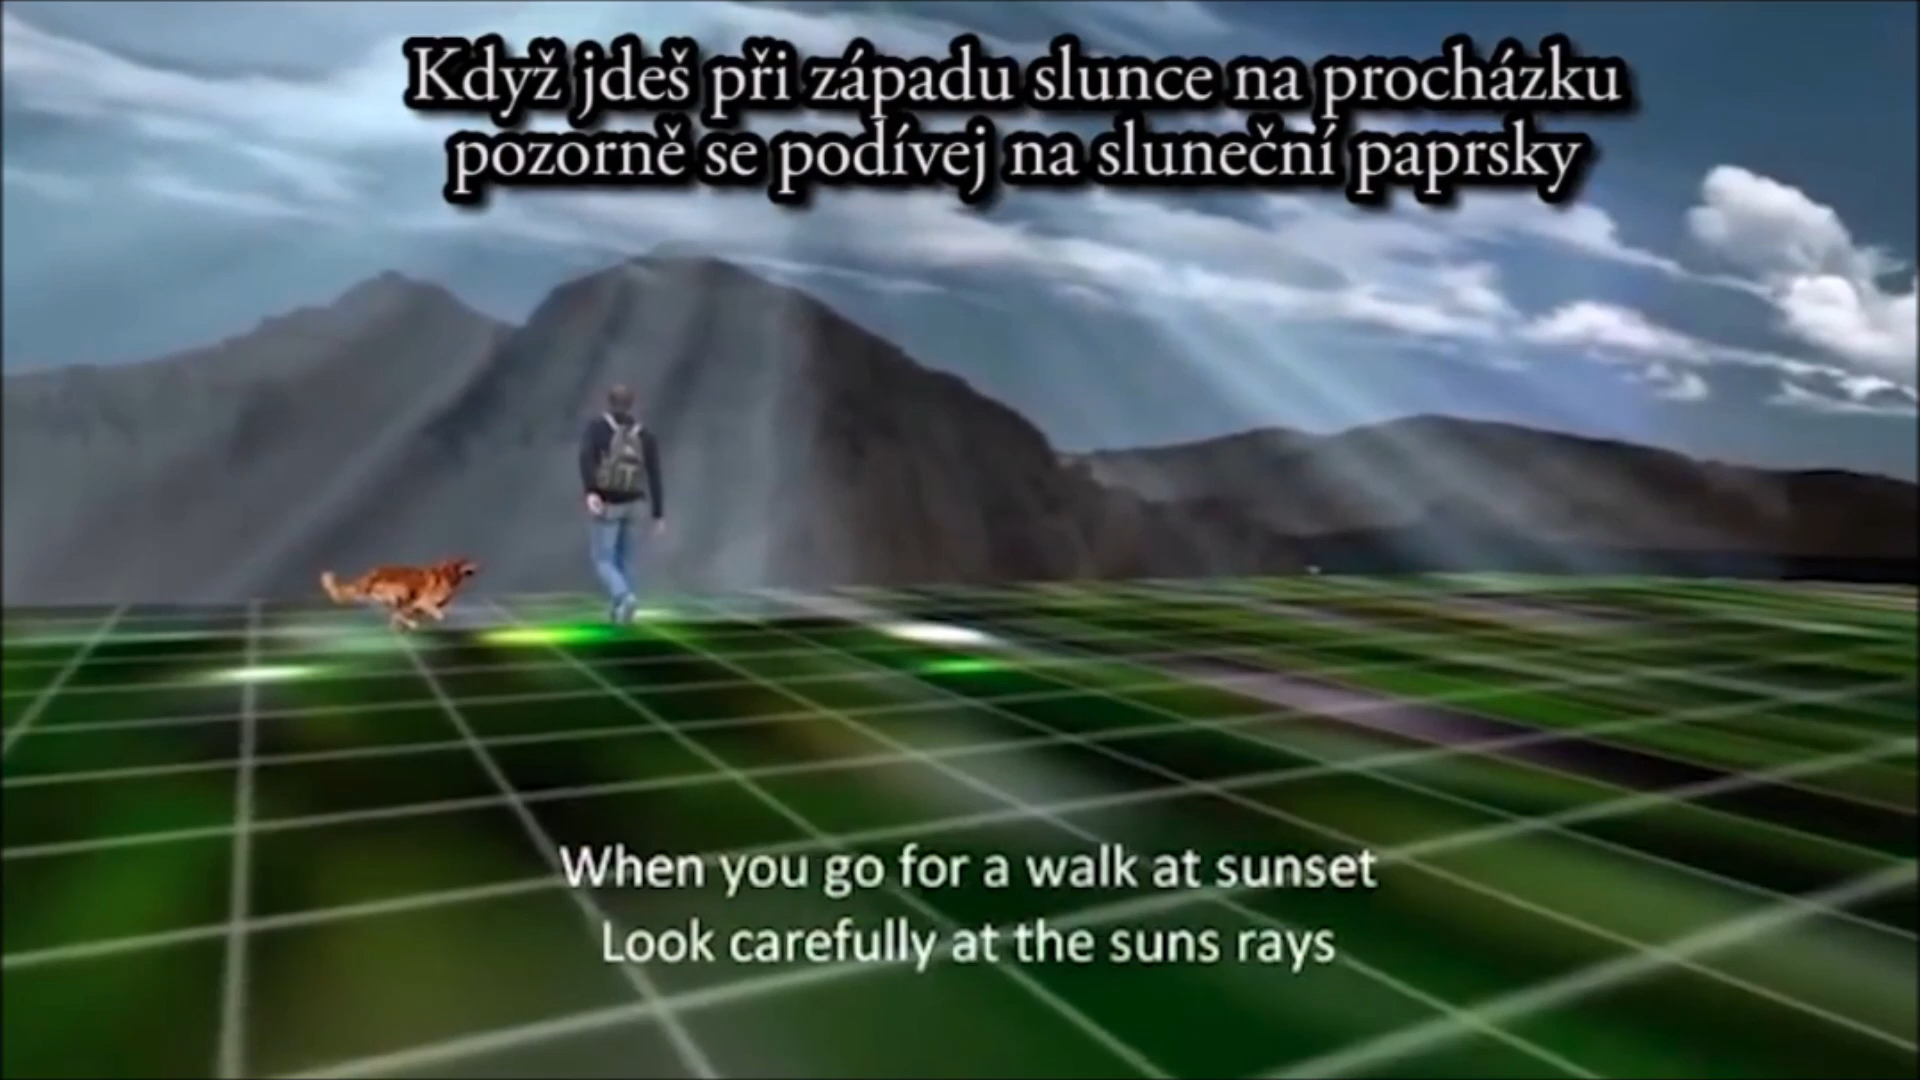 Když jdeš při západu slunce na procházku
pozorně se podívej na sluneční paprsky
When you go for a walk at sunset
Look carefully at the suns rays